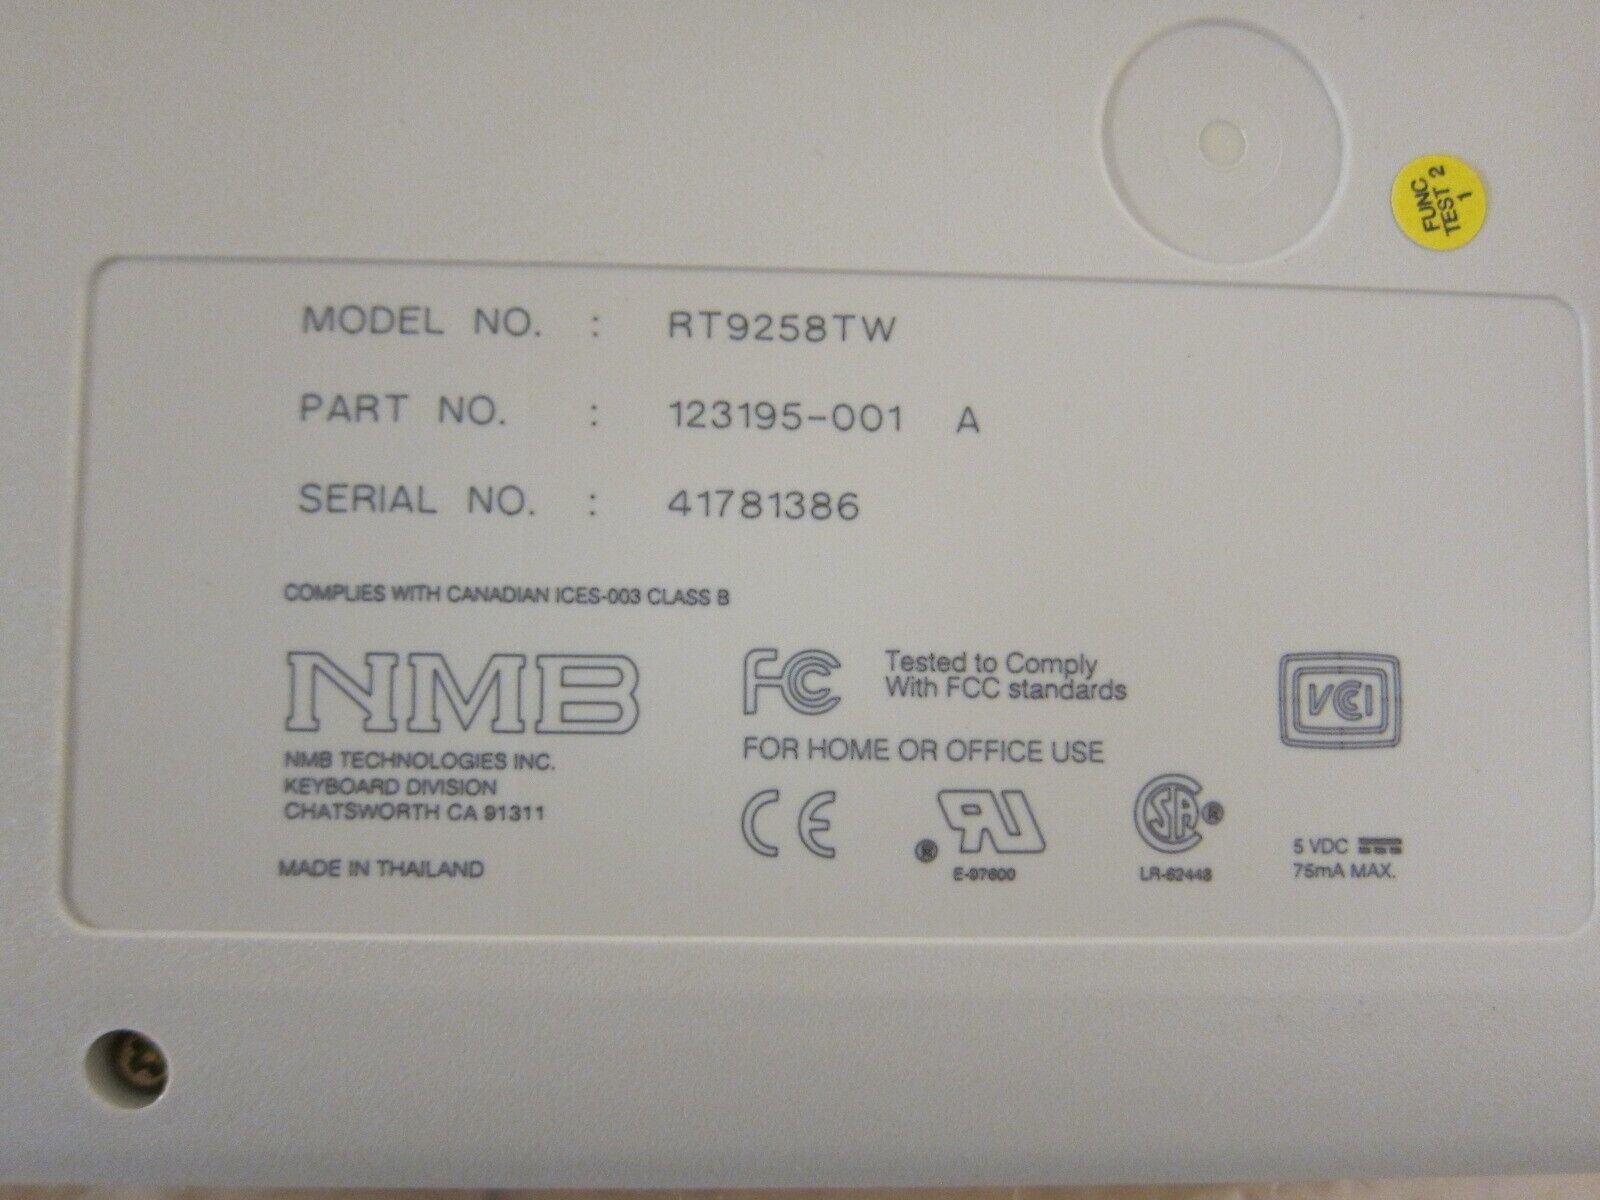 FUNC
TEST 2
1
MODEL NO. : RT9258TW
PART NO. : 123195-001 A
SERIAL NO. : 41781386
COMPLIES WITH CANADIAN ICES-003 CLASS B
NMB
NMB TECHNOLOGIES INC.
KEYBOARD DIVISION
CHATSWORTH CA 91311
MADE IN THAILAND
FC
Tested to Comply
With FCC standards
FOR HOME OR OFFICE USE
CE
® RU
E-97600
SA®
LR-62448
VCI
5 VDC
75mA MAX.